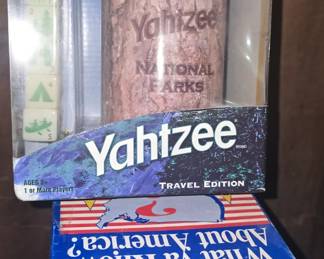 Yahtzee
NATIONAL
PARKS
Yahtzee
AGES 8+
1 or More Players
TRAVEL EDITION
What Ya Know
About America?